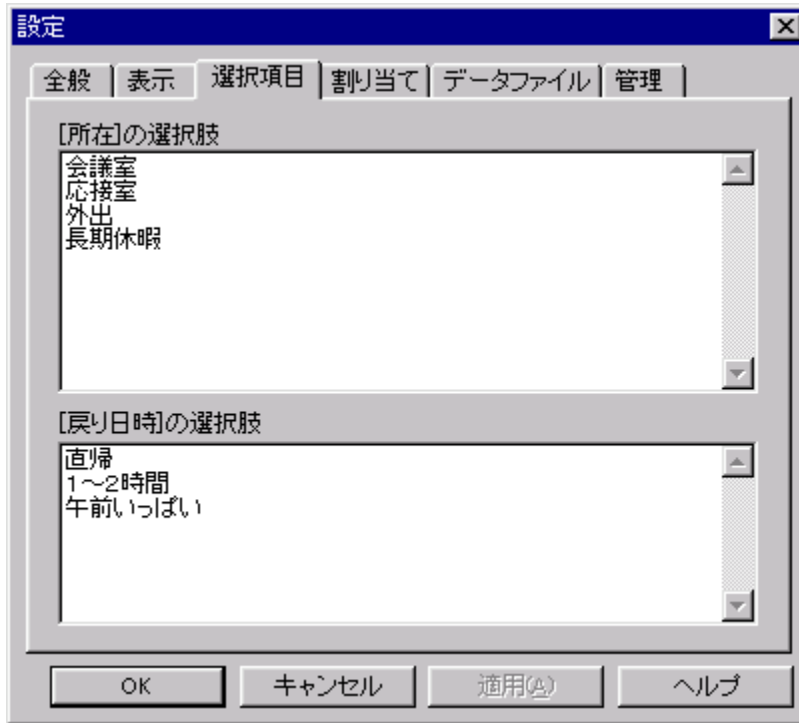 設定
全般 表示 選択項目 割り当て データファイル 管理
[所在]の選択肢
会議室
応接室
外出
長期休暇
[戻り日時]の選択肢
直帰
1～2時間
午前いっぱい
OK キャンセル 適用(A) ヘルプ